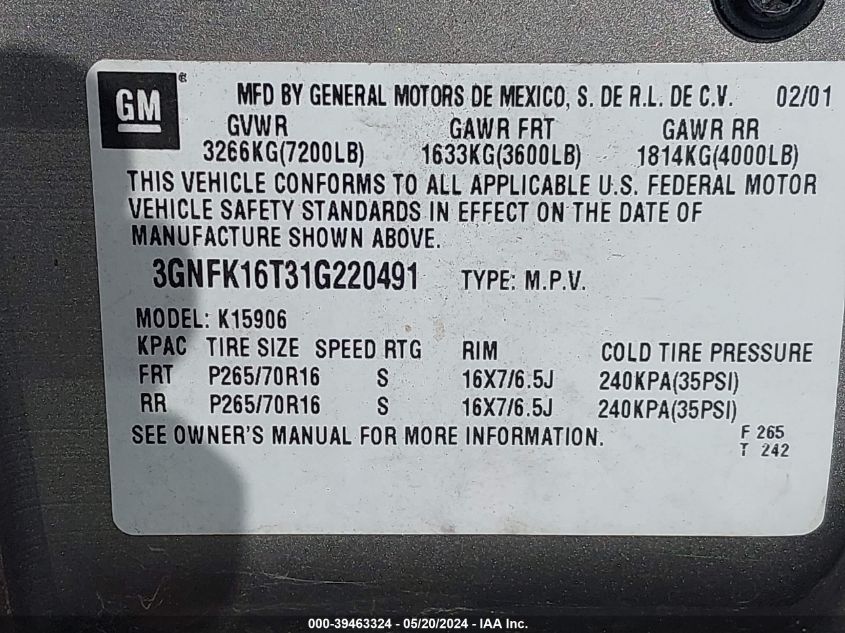 GM®
MFD BY GENERAL MOTORS DE MEXICO, S. DE R.L. DE C.V. 02/01
GVWR GAWR FRT GAWR RR
3266KG(7200LB) 1633KG(3600LB) 1814KG(4000LB)
THIS VEHICLE CONFORMS TO ALL APPLICABLE U.S. FEDERAL MOTOR
VEHICLE SAFETY STANDARDS IN EFFECT ON THE DATE OF
MANUFACTURE SHOWN ABOVE.
3GNFK16T31G220491 TYPE: M.P.V.
MODEL: K15906
KPAC TIRE SIZE SPEED RTG RIM COLD TIRE PRESSURE
FRT P265/70R16 S 16X7/6.5J 240KPA(35PSI)
RR P265/70R16 S 16X7/6.5J 240KPA(35PSI)
SEE OWNER'S MANUAL FOR MORE INFORMATION.
F 265
T 242
000-39463324 — 05/20/2024 - IAA Inc.